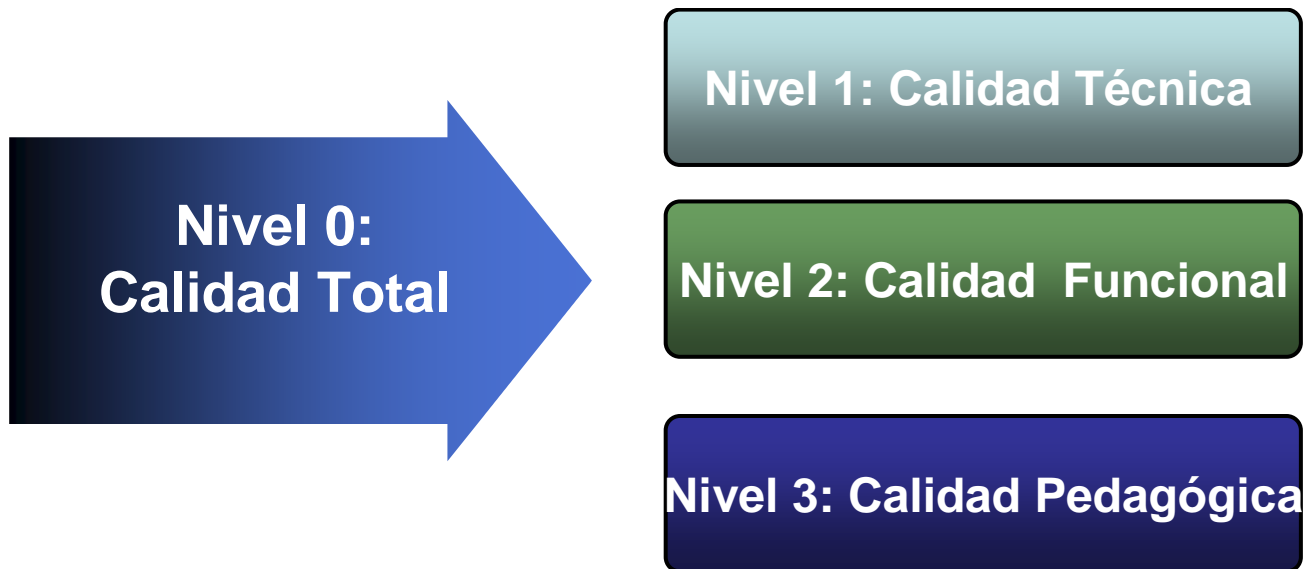 Nivel 0:
Calidad Total
Nivel 1: Calidad Técnica
Nivel 2: Calidad  Funcional
Nivel 3: Calidad Pedagógica